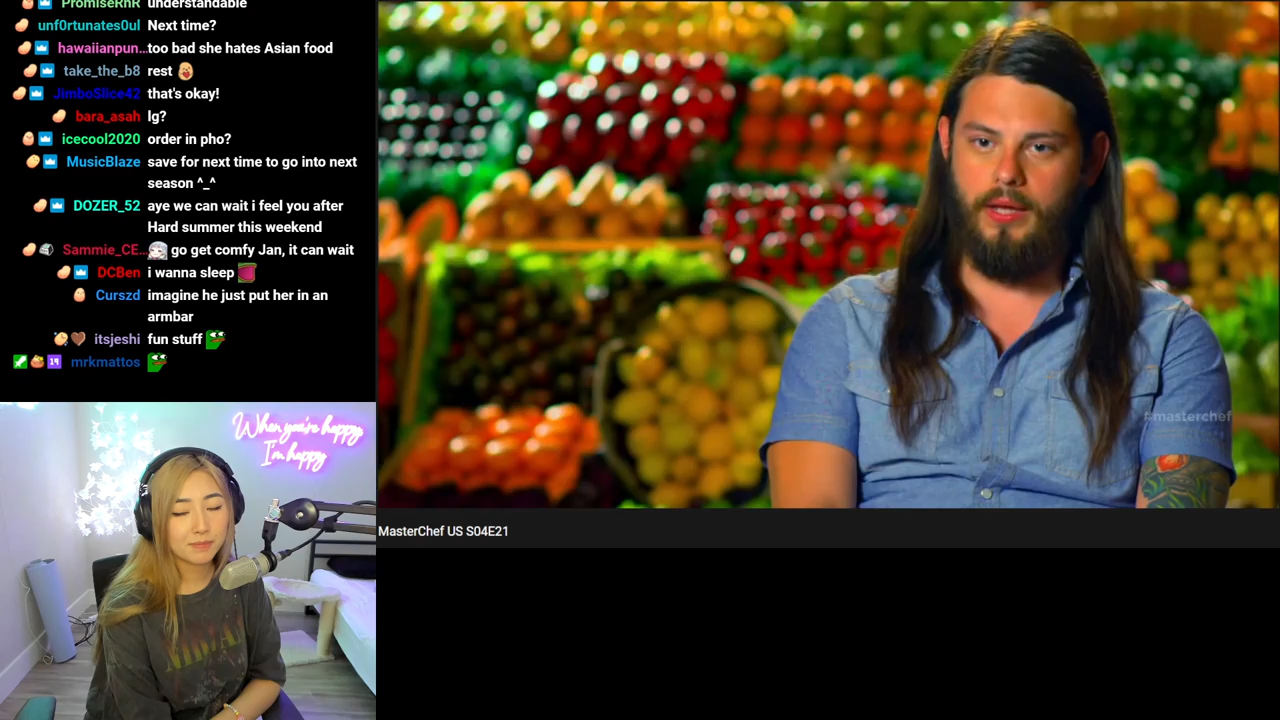 PromiseRnR understandable
unf0rtunates0ul Next time?
hawaiianpun... too bad she hates Asian food
take_the_b8 rest
JimboSlice42 that's okay!
bara_asah lg?
icecool2020 order in pho?
MusicBlaze save for next time to go into next
season ^_^
DOZER_52 aye we can wait i feel you after
Hard summer this weekend
Sammie_CE... go get comfy Jan, it can wait
DCBen i wanna sleep
Curszd imagine he just put her in an
armbar
itsjeshi fun stuff
19 mrkmattos
When you're happy
I'm happy
#masterchef
MasterChef US S04E21